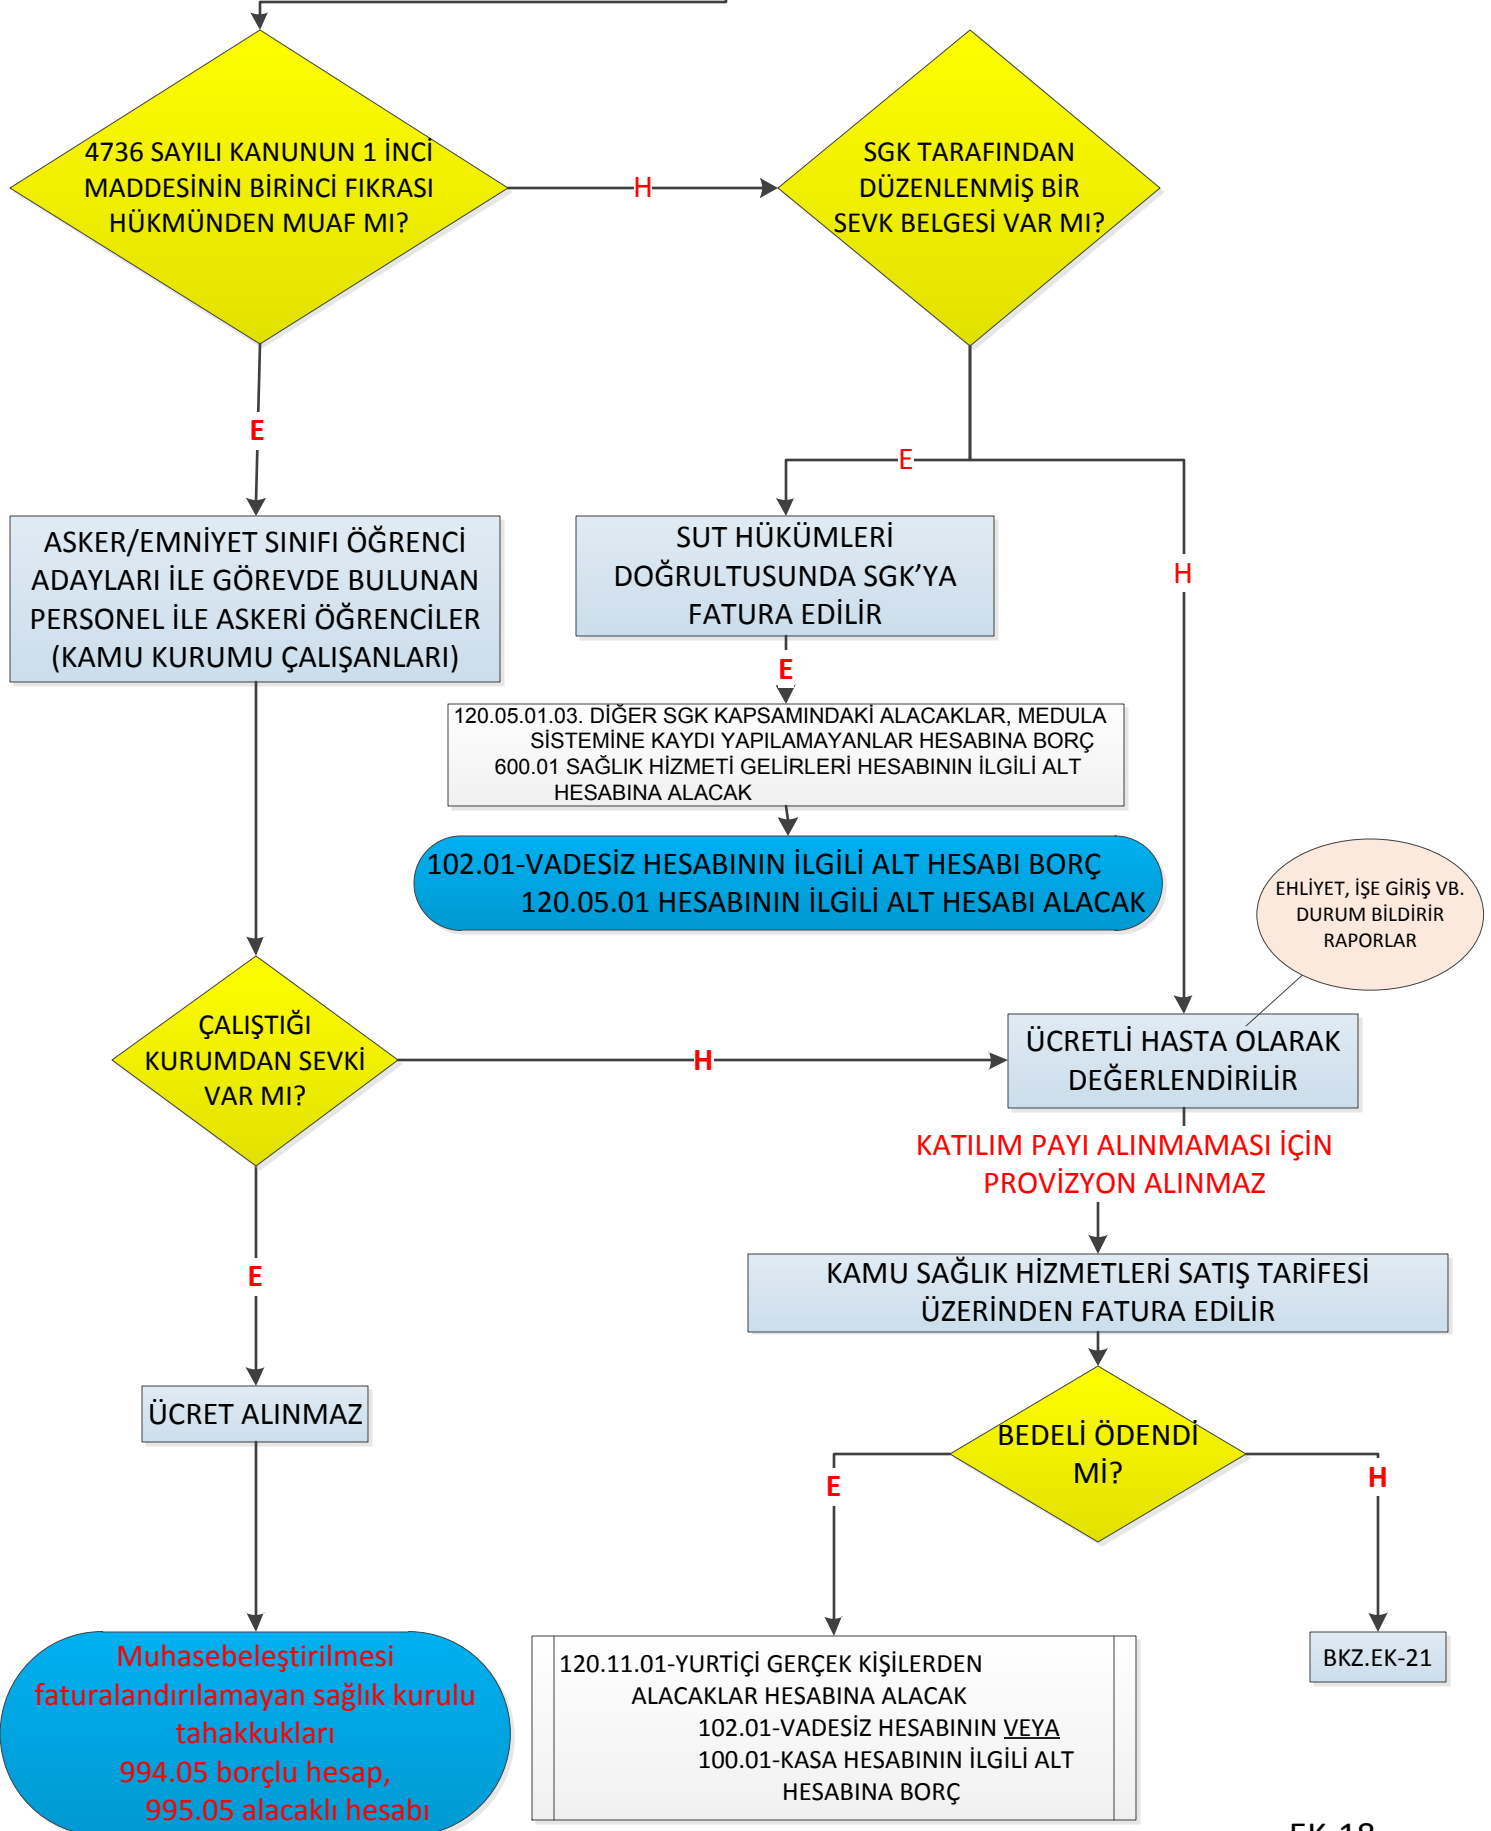 4736 SAYILI KANUNUN 1 İNCİ
MADDESİNİN BİRİNCİ FIKRASI
HÜKMÜNDEN MUAF MI?
H
SGK TARAFINDAN
DÜZENLENMİŞ BİR
SEVK BELGESİ VAR MI?
E
E
H
ASKER/EMNİYET SINIFI ÖĞRENCİ
ADAYLARI İLE GÖREVDE BULUNAN
PERSONEL İLE ASKERİ ÖĞRENCİLER
(KAMU KURUMU ÇALIŞANLARI)
SUT HÜKÜMLERİ
DOĞRULTUSUNDA SGK’YA
FATURA EDİLİR
E
120.05.01.03. DİĞER SGK KAPSAMINDAKİ ALACAKLAR, MEDULA
SİSTEMİNE KAYDI YAPILAMAYANLAR HESABINA BORÇ
600.01 SAĞLIK HİZMETİ GELİRLERİ HESABININ İLGİLİ ALT
HESABINA ALACAK
102.01-VADESİZ HESABININ İLGİLİ ALT HESABI BORÇ
120.05.01 HESABININ İLGİLİ ALT HESABI ALACAK
EHLİYET, İŞE GİRİŞ VB.
DURUM BİLDİRİR
RAPORLAR
ÇALIŞTIĞI
KURUMDAN SEVKİ
VAR MI?
H
ÜCRETLİ HASTA OLARAK
DEĞERLENDİRİLİR
KATILIM PAYI ALINMAMASI İÇİN
PROVİZYON ALINMAZ
E
KAMU SAĞLIK HİZMETLERİ SATIŞ TARİFESİ
ÜZERİNDEN FATURA EDİLİR
ÜCRET ALINMAZ
BEDELİ ÖDENDİ
Mİ?
E
H
Muhasebeleştirilmesi
faturalandırılamayan sağlık kurulu
tahakkukları
994.05 borçlu hesap,
995.05 alacaklı hesabı
120.11.01-YURTİÇİ GERÇEK KİŞİLERDEN
ALACAKLAR HESABINA ALACAK
102.01-VADESİZ HESABININ VEYA
100.01-KASA HESABININ İLGİLİ ALT
HESABINA BORÇ
BKZ.EK-21
EK-18